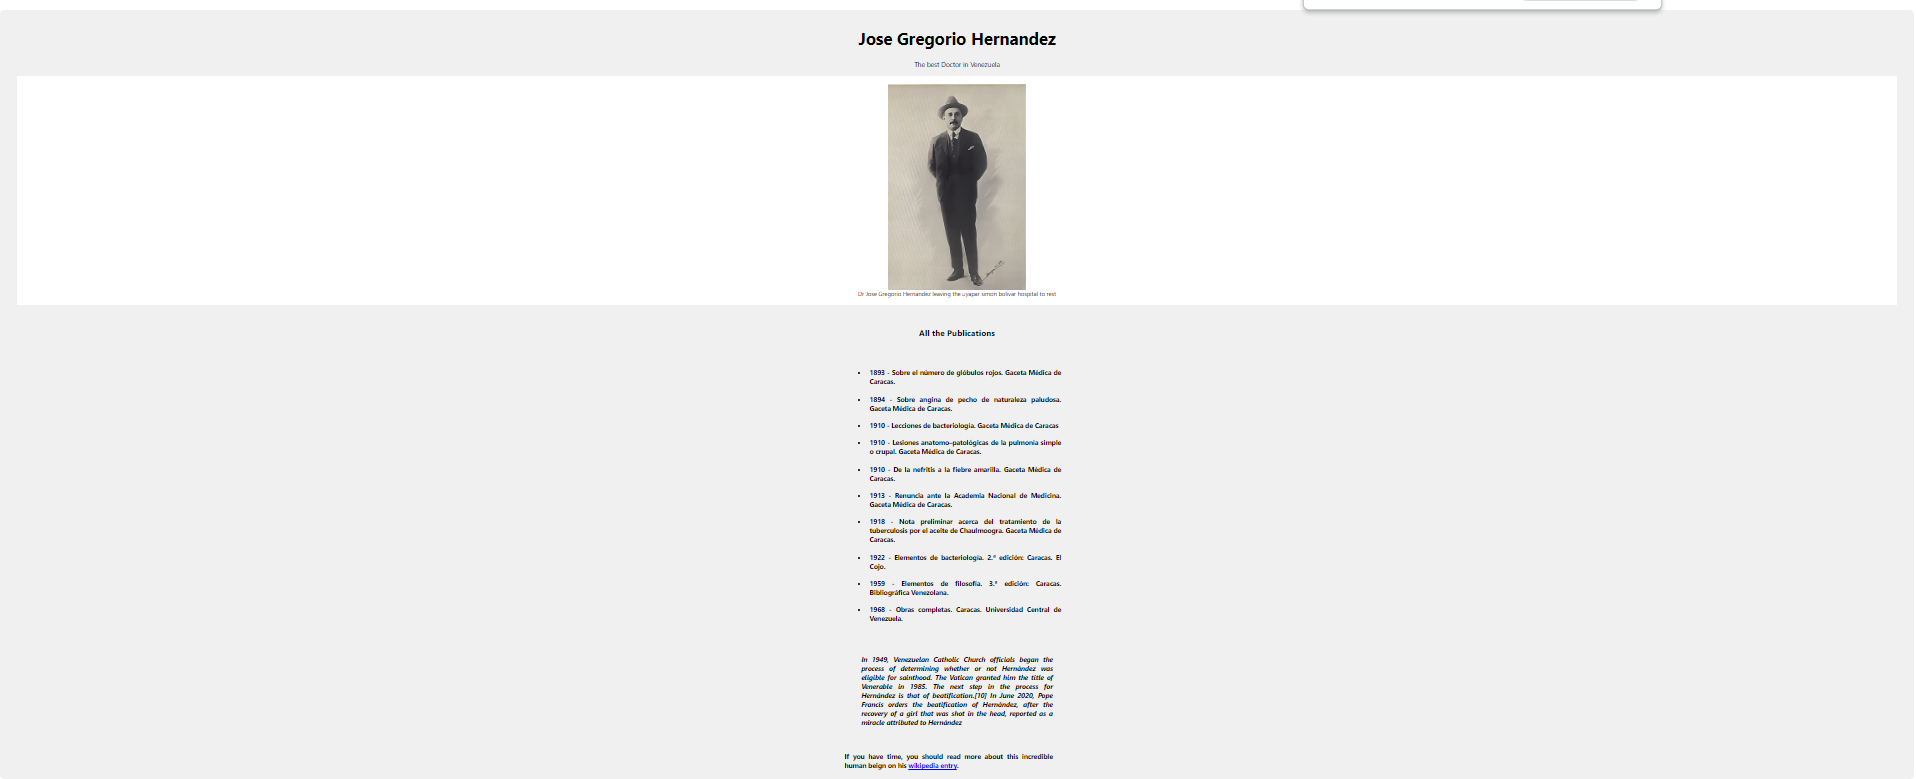 Jose Gregorio Hernandez
The best Doctor in Venezuela
Dr Jose Gregorio Hernandez leaving the uyapar simon bolivar hospital to rest
All the Publications
• 1893 - Sobre el número de glóbulos rojos. Gaceta Médica de
Caracas.
• 1894 - Sobre angina de pecho de naturaleza paludosa.
Gaceta Médica de Caracas.
• 1910 - Lecciones de bacteriología. Gaceta Médica de Caracas
• 1910 - Lesiones anatomo-patológicas de la pulmonía simple
o crupal. Gaceta Médica de Caracas.
• 1910 - De la nefritis a la fiebre amarilla. Gaceta Médica de
Caracas.
• 1913 - Renuncia ante la Academia Nacional de Medicina.
Gaceta Médica de Caracas.
• 1918 - Nota preliminar acerca del tratamiento de la
tuberculosis por el aceite de Chaulmoogra. Gaceta Médica de
Caracas.
• 1922 - Elementos de bacteriología. 2.ª edición: Caracas. El
Cojo.
• 1959 - Elementos de filosofía. 3.ª edición: Caracas.
Bibliográfica Venezolana.
• 1968 - Obras completas. Caracas. Universidad Central de
Venezuela.
In 1949, Venezuelan Catholic Church officials began the
process of determining whether or not Hernández was
eligible for sainthood. The Vatican granted him the title of
Venerable in 1985. The next step in the process for
Hernández is that of beatification.[10] In June 2020, Pope
Francis orders the beatification of Hernández, after the
recovery of a girl that was shot in the head, reported as a
miracle attributed to Hernández
If you have time, you should read more about this incredible
human beign on his wikipedia entry.